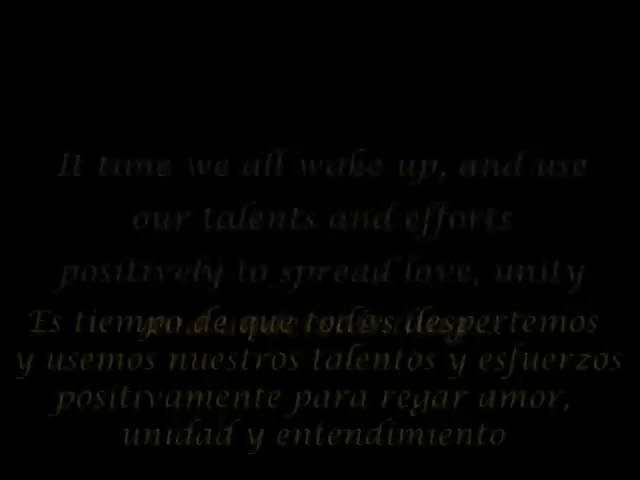 It time we all wake up, and use
our talents and efforts
positively to spread love, unity
Es tiempo de que todos despertemos
y usemos nuestros talentos y esfuerzos
positivamente para regar amor,
unidad y entendimiento